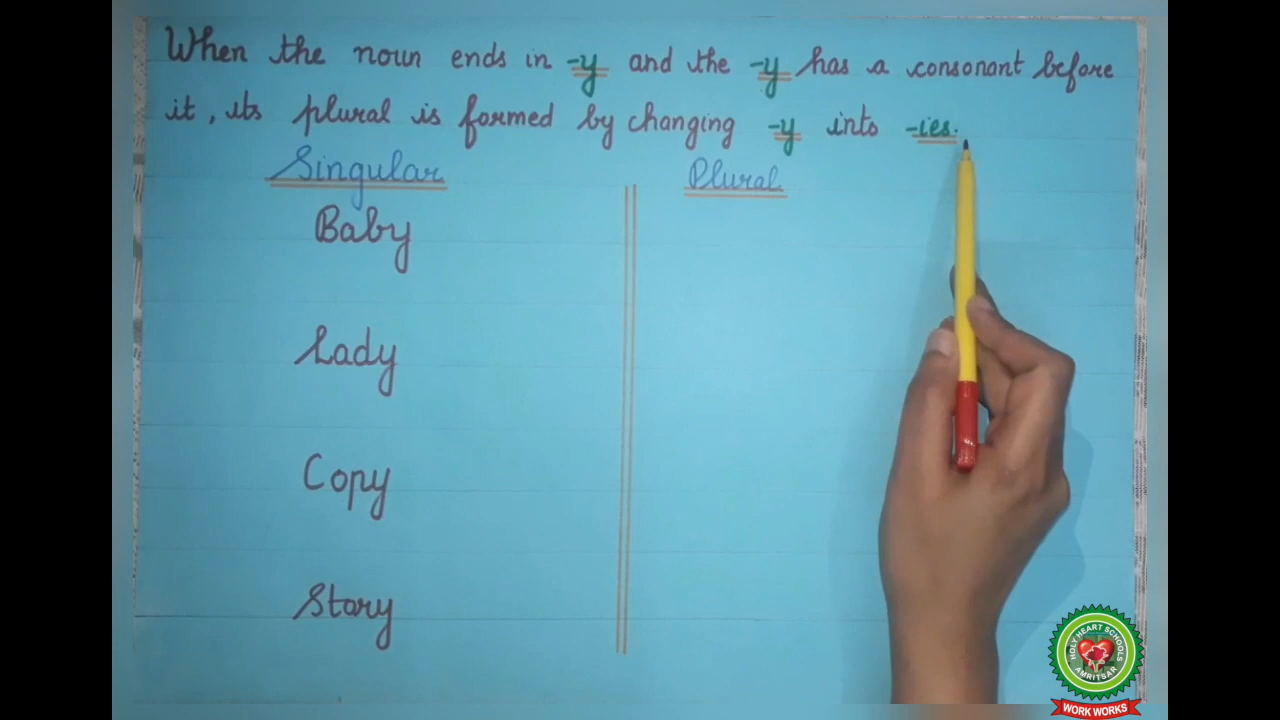 When the noun ends in -y and the -y has a consonant before
it, its plural is formed by changing -y into -ies.
Singular Plural
Baby
Lady
Copy
Story
HOLY HEART SCHOOLS
AMRITSAR
WORK WORKS